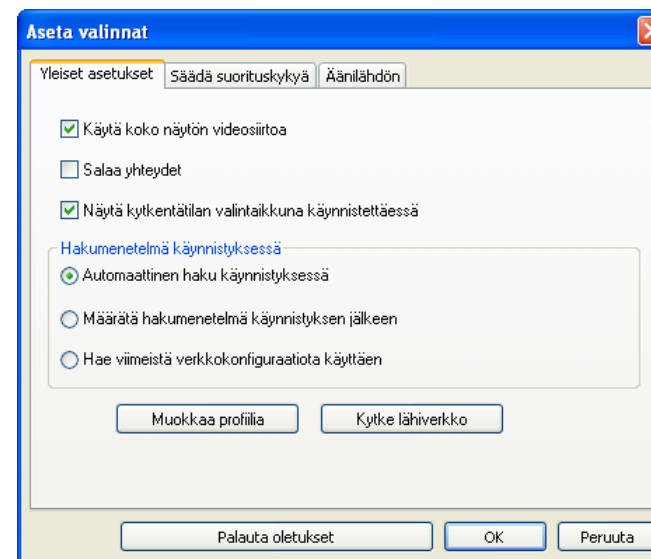 Aseta valinnat
Yleiset asetukset Säädä suorituskykyä Äänilähdön
Käytä koko näytön videosiirtoa
Salaa yhteydet
Näytä kytkentätilan valintaikkuna käynnistettäessä
Hakumenetelmä käynnistyksessä
Automaattinen haku käynnistyksessä
Määrätä hakumenetelmä käynnistyksen jälkeen
Hae viimeistä verkkokonfiguraatiota käyttäen
Muokkaa profiilia Kytke lähiverkko
Palauta oletukset OK Peruuta